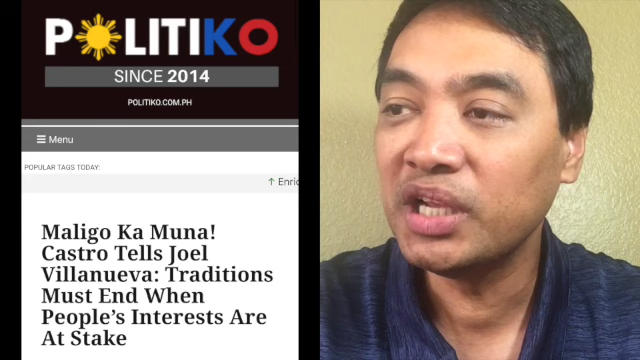 POLITIKO
SINCE 2014
POLITIKO.COM.PH
Menu
POPULAR TAGS TODAY:
↑ Enric
Maligo Ka Muna!
Castro Tells Joel
Villanueva: Traditions
Must End When
People's Interests Are
At Stake